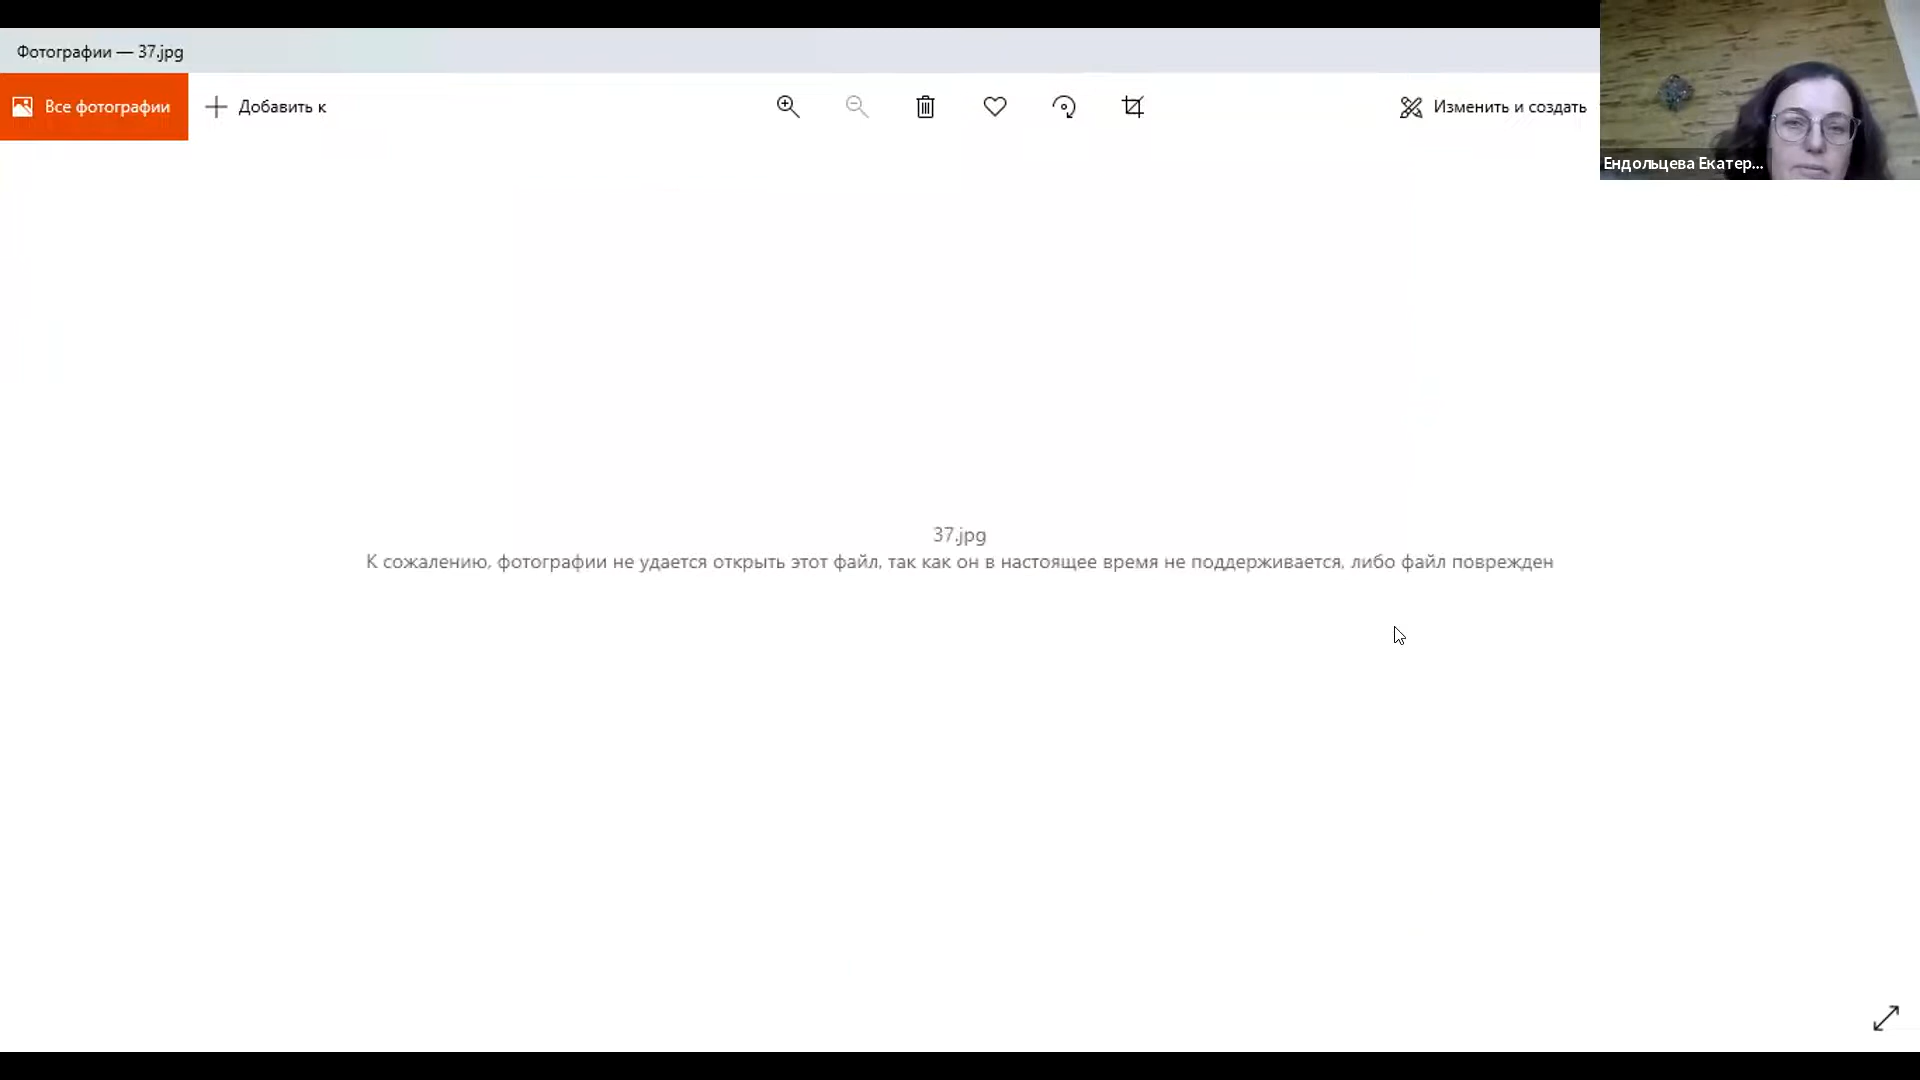 Фотографии — 37.jpg
Все фотографии
Добавить к
Изменить и создать
Ендольцева Екатер...
37.jpg
К сожалению, фотографии не удается открыть этот файл, так как он в настоящее время не поддерживается, либо файл поврежден